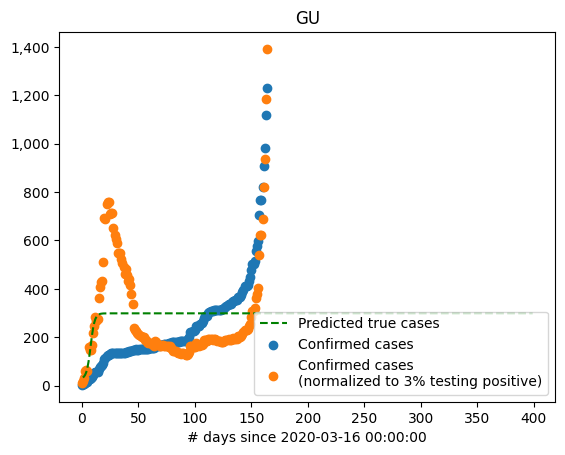 GU
1,400
1,200
1,000
800
600
400
200
0
Predicted true cases
Confirmed cases
Confirmed cases
(normalized to 3% testing positive)
0 50 100 150 200 250 300 350 400
# days since 2020-03-16 00:00:00